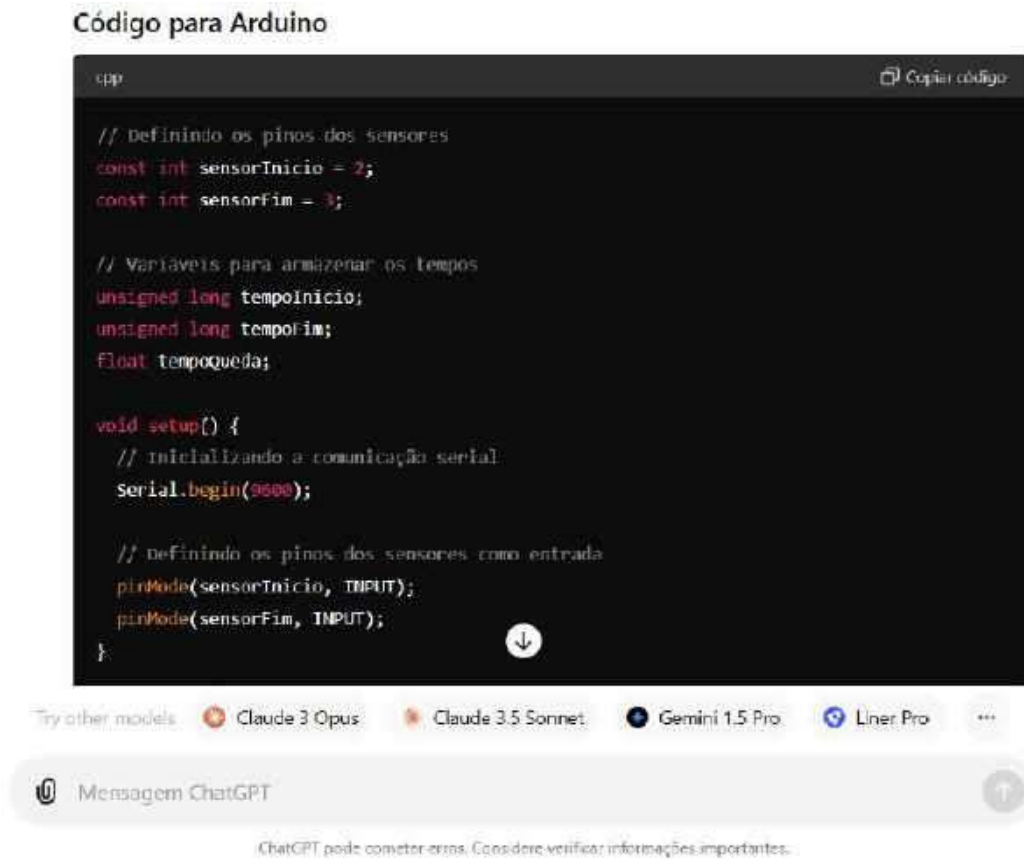 Código para Arduino
cpp
Copiar código
// Definindo os pinos dos sensores
const int sensorInicio = 2;
const int sensorFim = 3;
// Variáveis para armazenar os tempos
unsigned long tempoInicio;
unsigned long tempoFim;
float tempoQueda;
void setup() {
// Inicializando a comunicação serial
Serial.begin(9600);
// Definindo os pinos dos sensores como entrada
pinMode(sensorInicio, INPUT);
pinMode(sensorFim, INPUT);
}
Try other models Claude 3 Opus Claude 3.5 Sonnet Gemini 1.5 Pro Liner Pro ...
Mensagem ChatGPT
ChatGPT pode cometer erros. Considere verificar informações importantes.